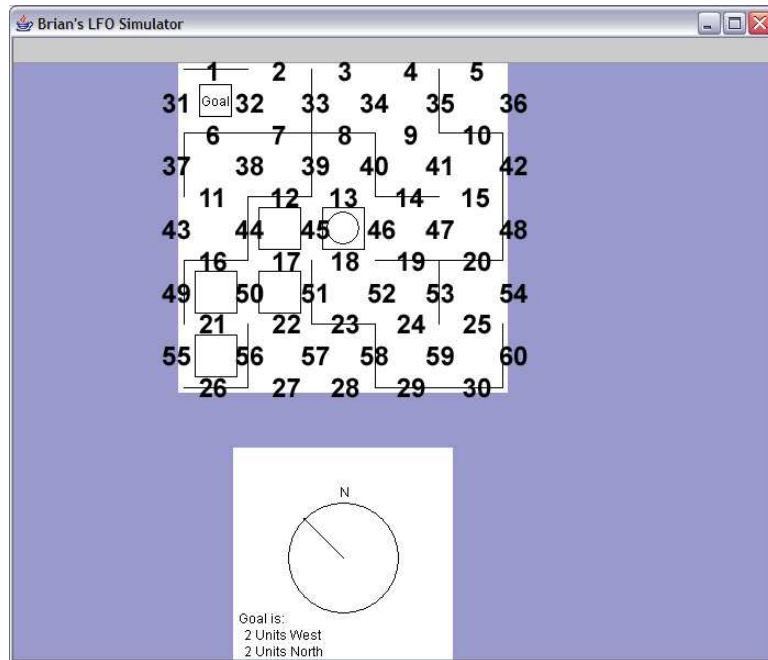 Brian's LFO Simulator
1 2 3 4 5
31 Goal 32 33 34 35 36
6 7 8 9 10
37 38 39 40 41 42
11 12 13 14 15
43 44 45 46 47 48
16 17 18 19 20
49 50 51 52 53 54
21 22 23 24 25
55 56 57 58 59 60
26 27 28 29 30
N
Goal is:
2 Units West
2 Units North